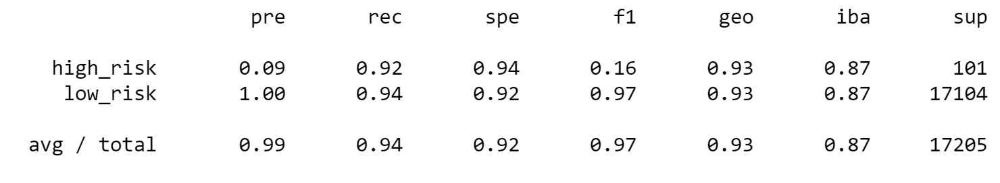 pre rec spe f1 geo iba sup
high_risk 0.09 0.92 0.94 0.16 0.93 0.87 101
low_risk 1.00 0.94 0.92 0.97 0.93 0.87 17104
avg / total 0.99 0.94 0.92 0.97 0.93 0.87 17205